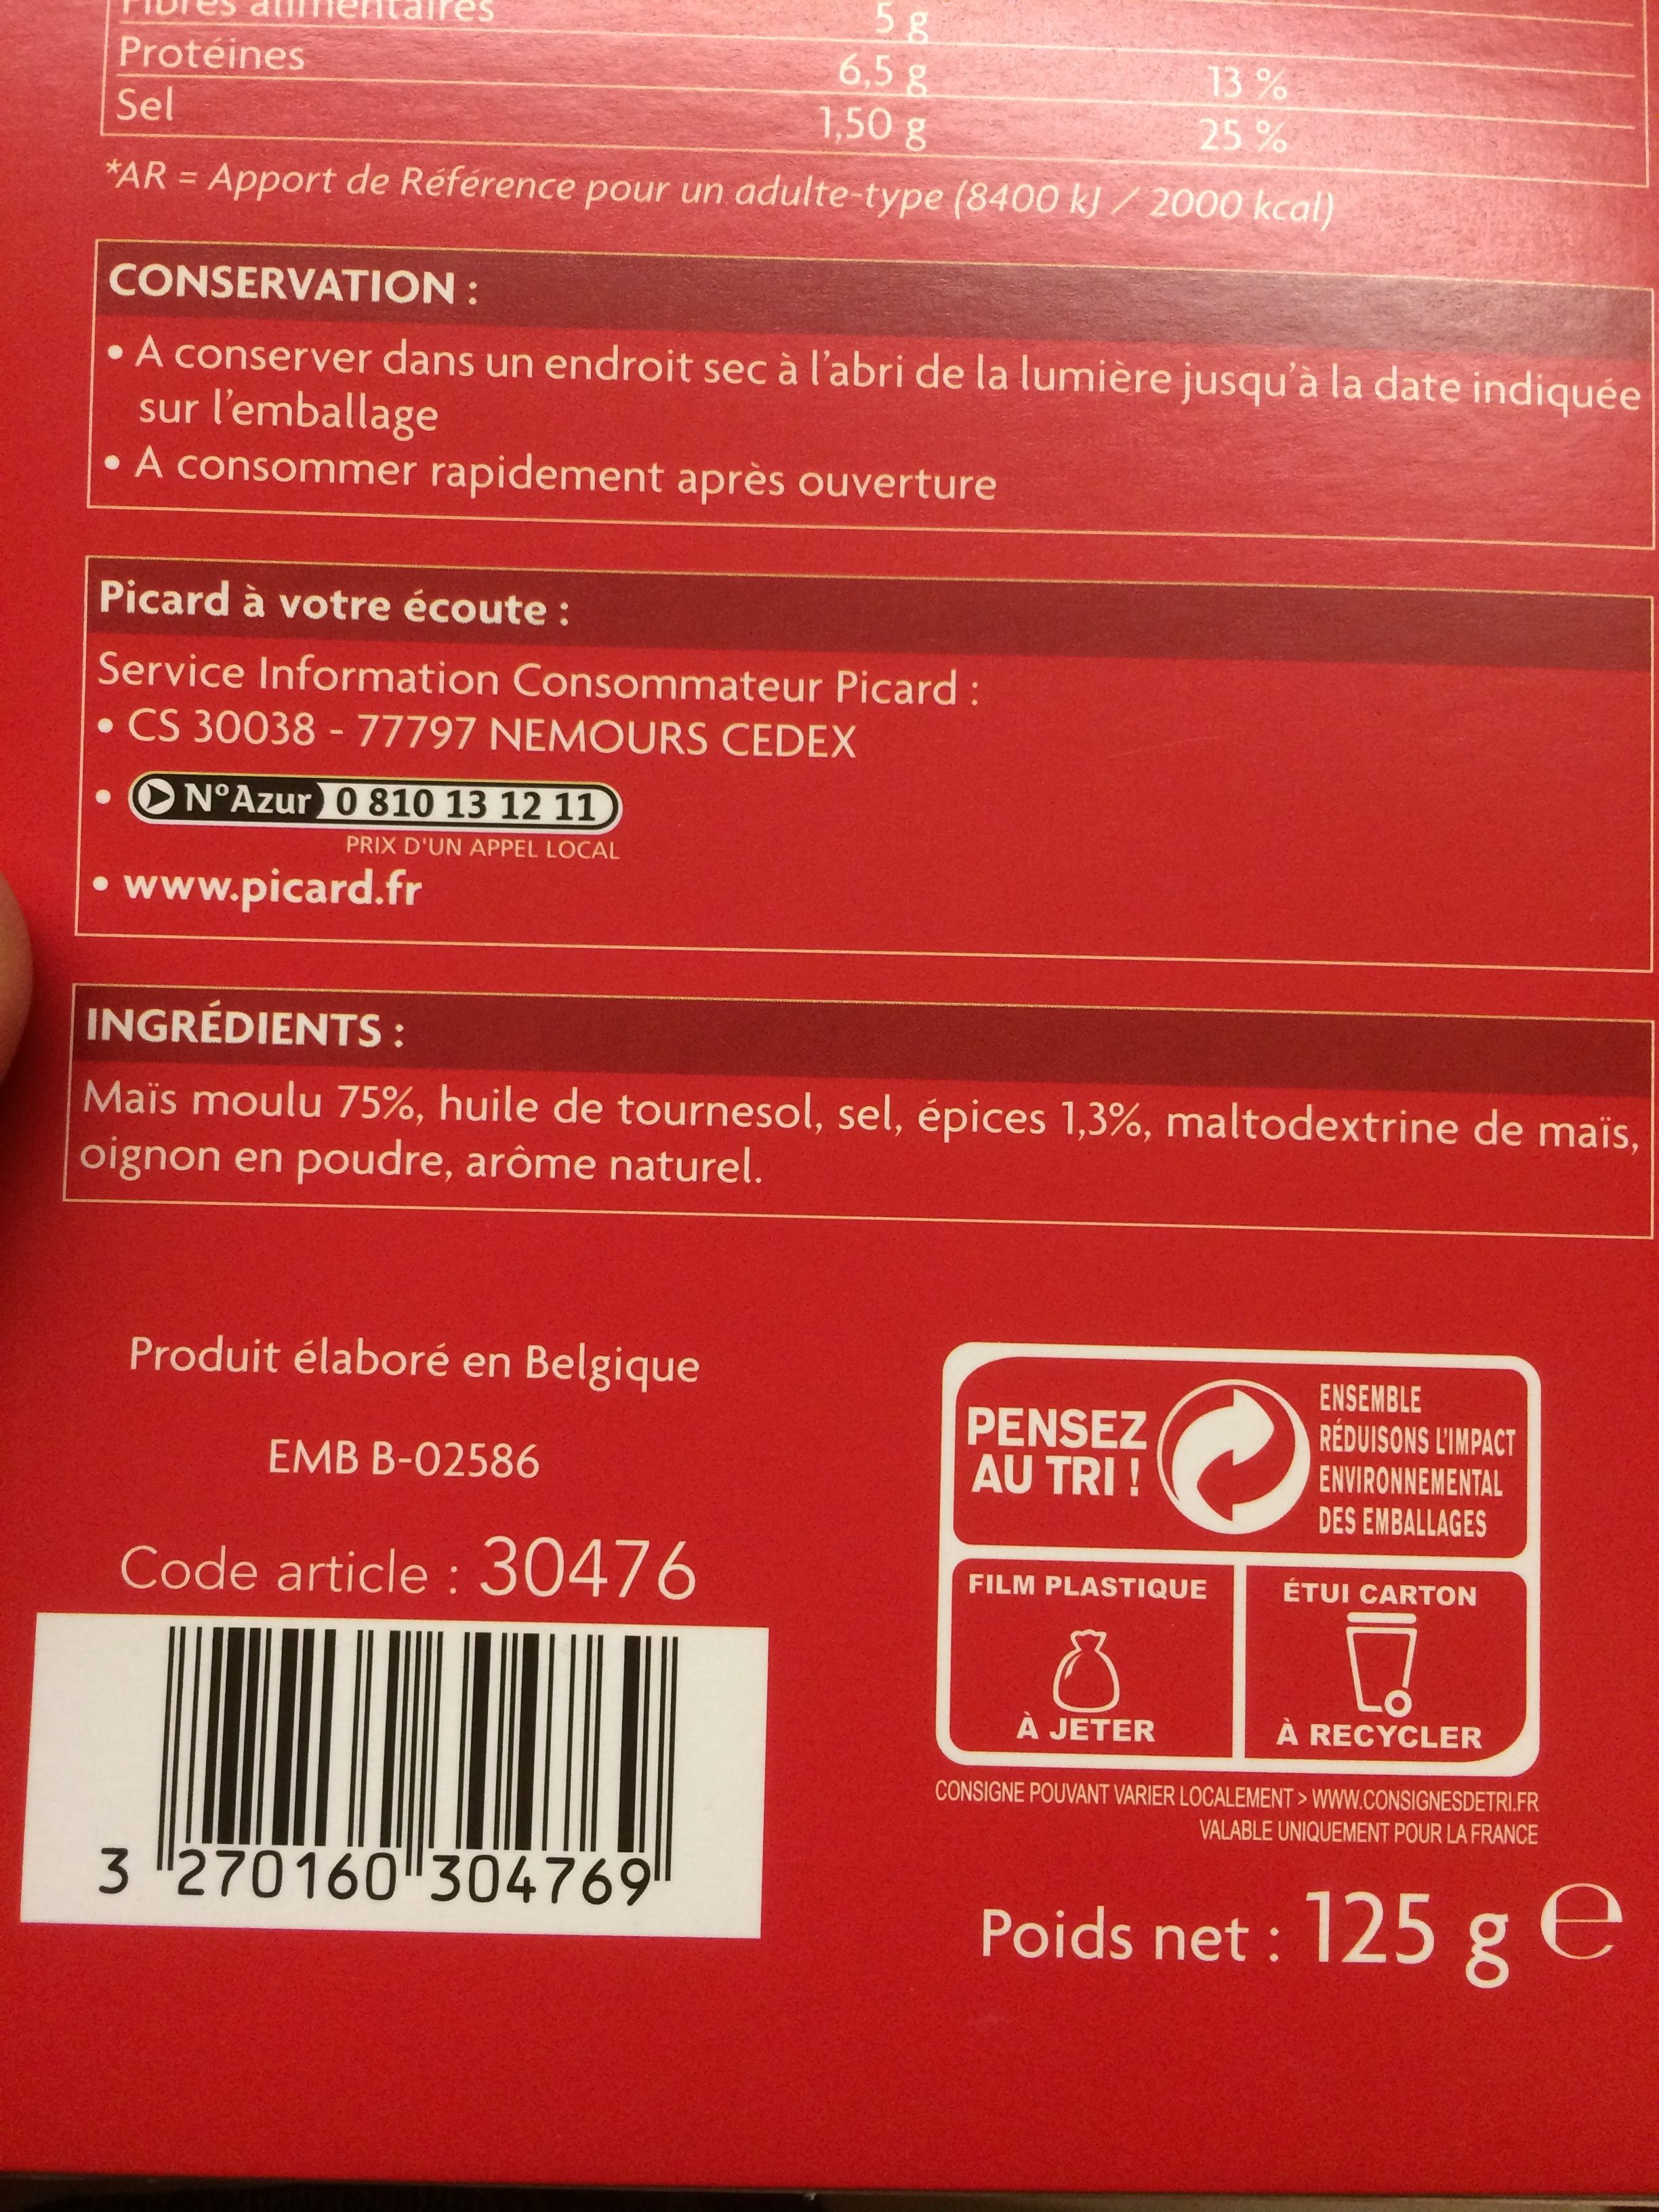 Fibres alimentaires 5 g
Protéines 6,5 g 13 %
Sel 1,50 g 25 %
*AR = Apport de Référence pour un adulte-type (8400 kJ / 2000 kcal)
CONSERVATION :
• A conserver dans un endroit sec à l'abri de la lumière jusqu'à la date indiquée
sur l'emballage
• A consommer rapidement après ouverture
Picard à votre écoute :
Service Information Consommateur Picard :
• CS 30038 - 77797 NEMOURS CEDEX
• N°Azur 0 810 13 12 11
PRIX D'UN APPEL LOCAL
• www.picard.fr
INGRÉDIENTS :
Maïs moulu 75%, huile de tournesol, sel, épices 1,3%, maltodextrine de maïs,
oignon en poudre, arôme naturel.
Produit élaboré en Belgique
EMB B-02586
Code article : 30476
3 270160 304769
PENSEZ
AU TRI !
ENSEMBLE
RÉDUISONS L'IMPACT
ENVIRONNEMENTAL
DES EMBALLAGES
FILM PLASTIQUE
À JETER
ÉTUI CARTON
À RECYCLER
CONSIGNE POUVANT VARIER LOCALEMENT > WWW.CONSIGNESDETRI.FR
VALABLE UNIQUEMENT POUR LA FRANCE
Poids net : 125 g e